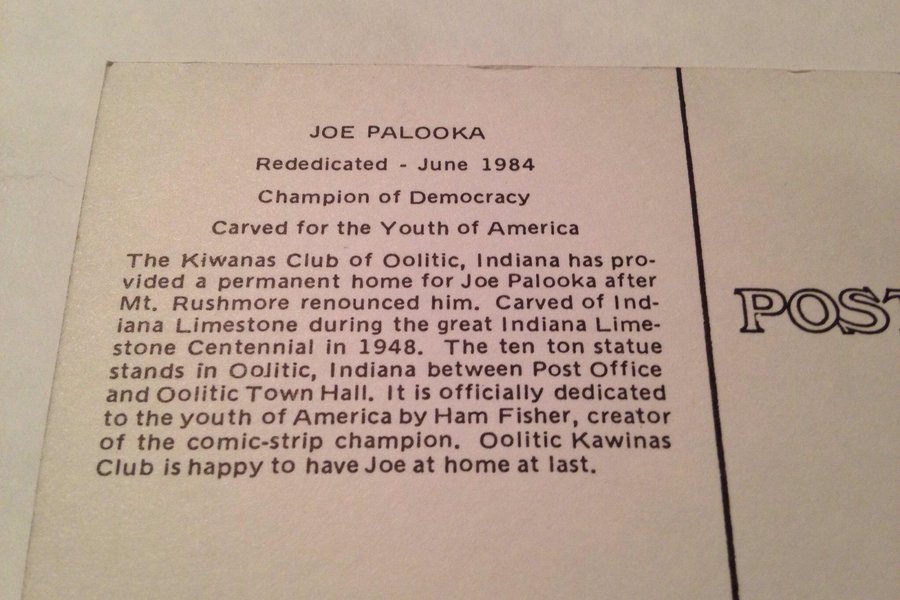 JOE PALOOKA
Rededicated - June 1984
Champion of Democracy
Carved for the Youth of America
The Kiwanas Club of Oolitic, Indiana has pro-
vided a permanent home for Joe Palooka after
Mt. Rushmore renounced him. Carved of Ind-
iana Limestone during the great Indiana Lime-
stone Centennial in 1948. The ten ton statue
stands in Oolitic, Indiana between Post Office
and Oolitic Town Hall. It is officially dedicated
to the youth of America by Ham Fisher, creator
of the comic-strip champion. Oolitic Kawinas
Club is happy to have Joe at home at last.
POST